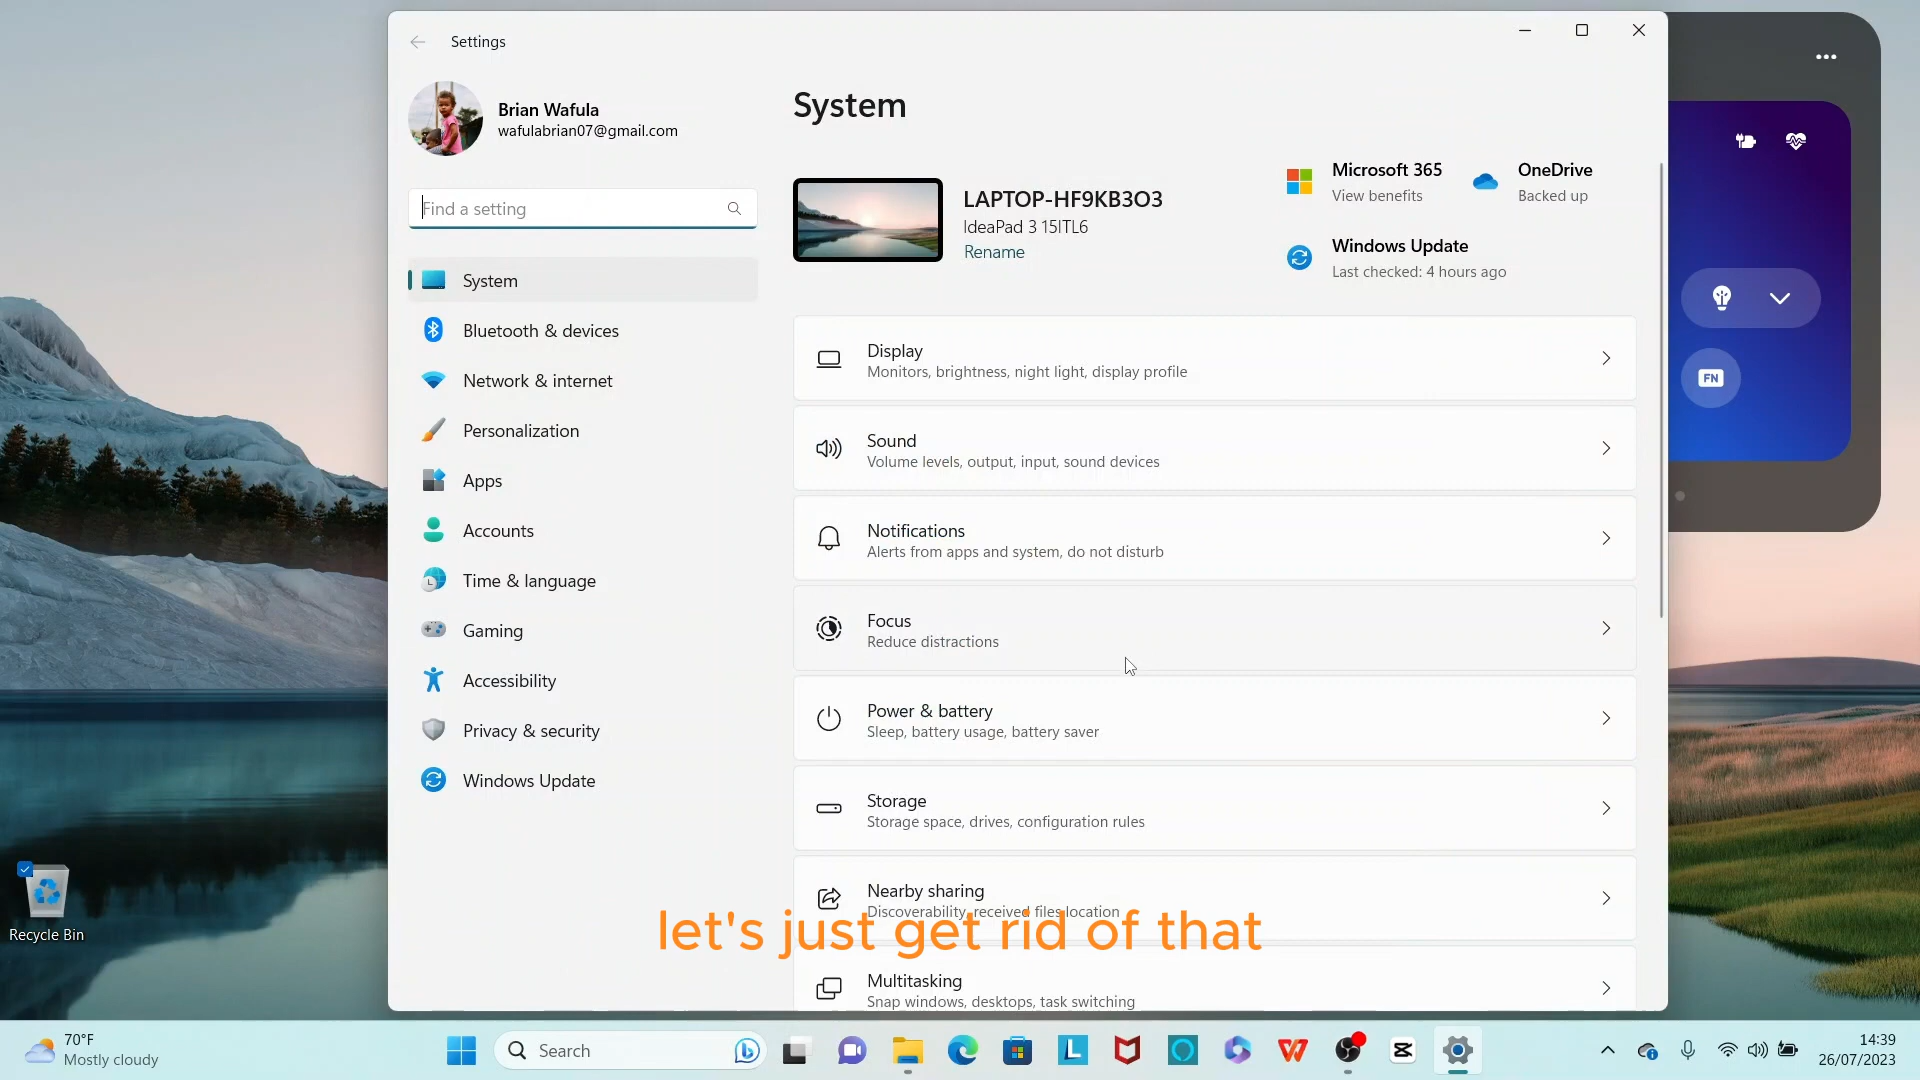 Settings
Brian Wafula
wafulabrian07@gmail.com
Find a setting
System
Bluetooth & devices
Network & internet
Personalization
Apps
Accounts
Time & language
Gaming
Accessibility
Privacy & security
Windows Update
System
LAPTOP-HF9KB3O3
IdeaPad 3 15ITL6
Rename
Microsoft 365
View benefits
OneDrive
Backed up
Windows Update
Last checked: 4 hours ago
Display
Monitors, brightness, night light, display profile
Sound
Volume levels, output, input, sound devices
Notifications
Alerts from apps and system, do not disturb
Focus
Reduce distractions
Power & battery
Sleep, battery usage, battery saver
Storage
Storage space, drives, configuration rules
Nearby sharing
Discoverability, received files location
let's just get rid of that
Multitasking
Snap windows, desktops, task switching
FN
Recycle Bin
70°F
Mostly cloudy
Search
14:39
26/07/2023